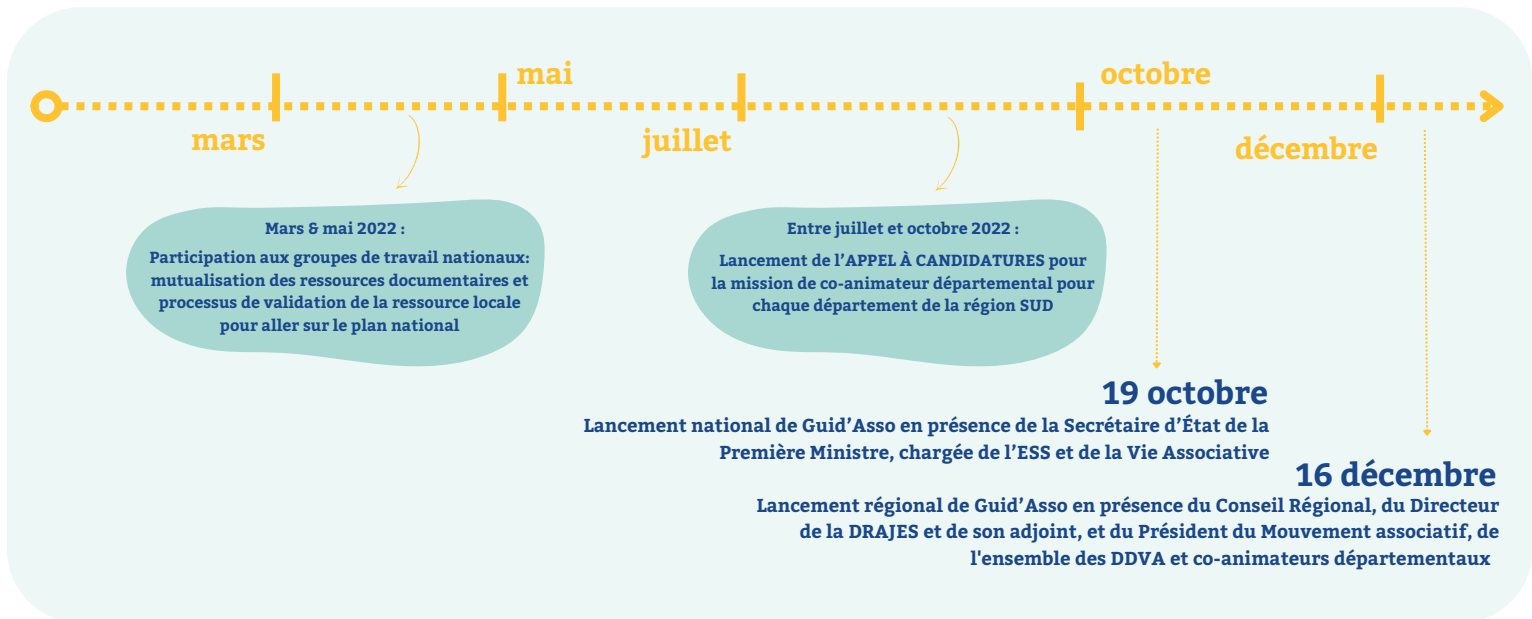 mai
octobre
mars
juillet
décembre
Mars & mai 2022 :
Participation aux groupes de travail nationaux:
mutualisation des ressources documentaires et
processus de validation de la ressource locale
pour aller sur le plan national
Entre juillet et octobre 2022 :
Lancement de l'APPEL À CANDIDATURES pour
la mission de co-animateur départemental pour
chaque département de la région SUD
19 octobre
Lancement national de Guid'Asso en présence de la Secrétaire d'État de la
Première Ministre, chargée de l'ESS et de la Vie Associative
16 décembre
Lancement régional de Guid'Asso en présence du Conseil Régional, du Directeur
de la DRAJES et de son adjoint, et du Président du Mouvement associatif, de
l'ensemble des DDVA et co-animateurs départementaux